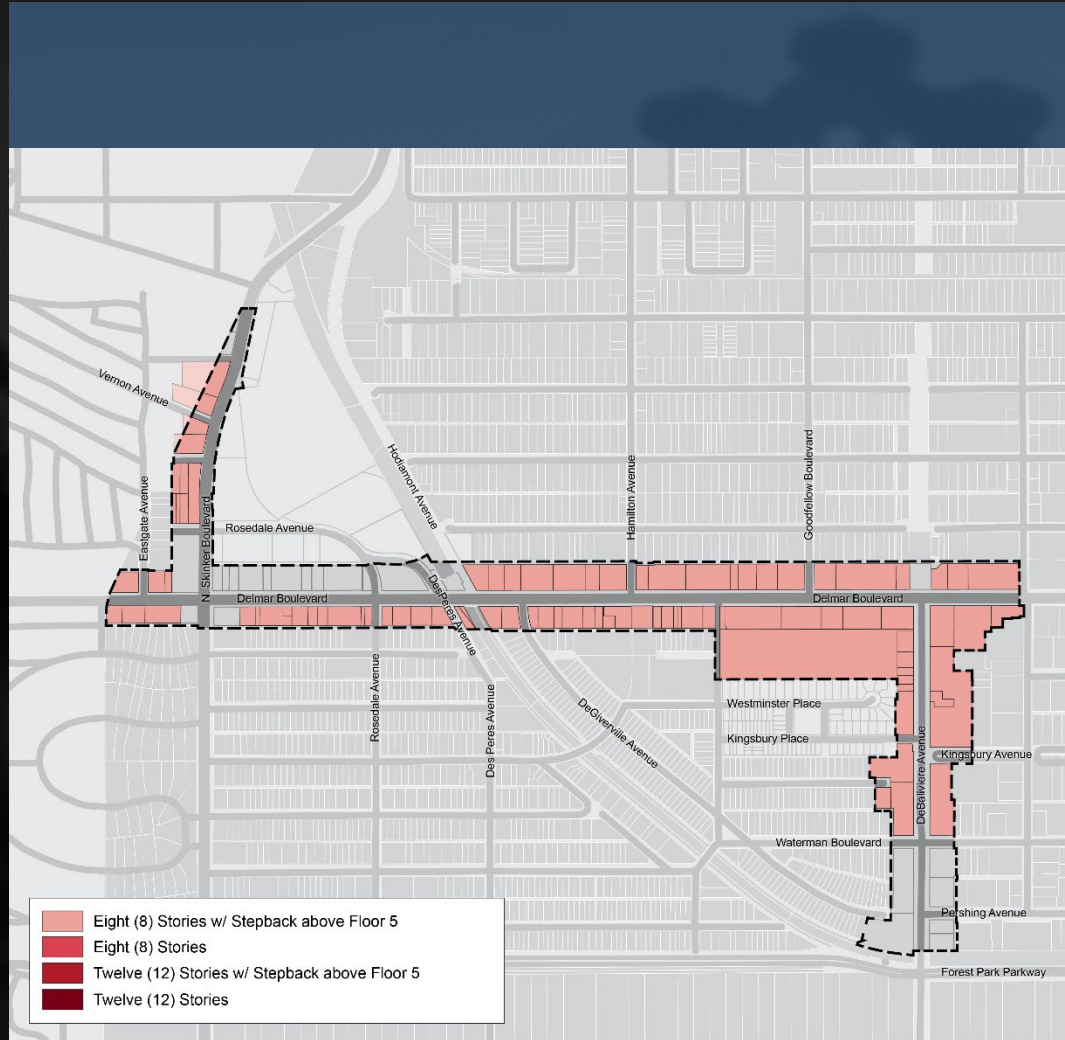 Vernon Avenue
Eastgate Avenue
N. Skinker Boulevard
Hodiamont Avenue
Hamilton Avenue
Goodfellow Boulevard
Rosedale Avenue
Delmar Boulevard
DesPeres Avenue
Delmar Boulevard
Rosedale Avenue
Des Peres Avenue
DeGiverville Avenue
Westminster Place
Kingsbury Place
DeBaliviere Avenue
Kingsbury Avenue
Waterman Boulevard
Pershing Avenue
Forest Park Parkway
Eight (8) Stories w/ Stepback above Floor 5
Eight (8) Stories
Twelve (12) Stories w/ Stepback above Floor 5
Twelve (12) Stories